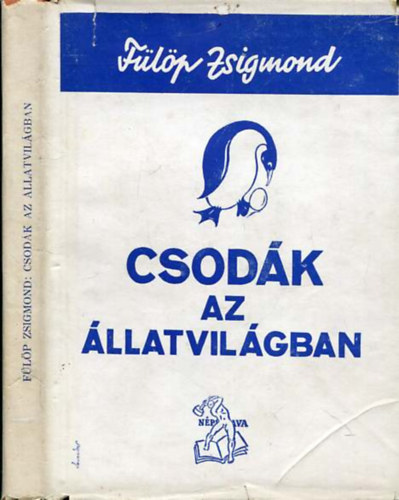 FÜLÖP ZSIGMOND: CSODÁK AZ ÁLLATVILÁGBAN
Fülöp Zsigmond
CSODÁK
AZ
ÁLLATVILÁGBAN